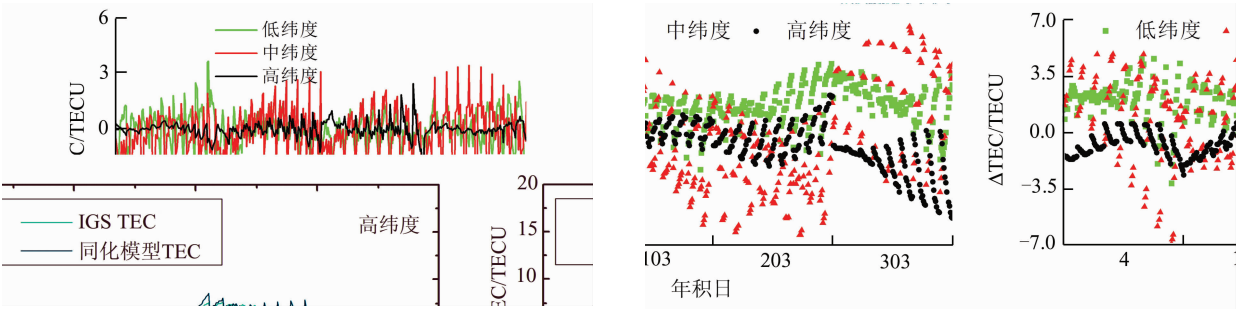 6
3
0
C/TECU
低纬度
中纬度
高纬度
IGS TEC
同化模型TEC
高纬度
20
15
10
EC/TECU
中纬度 高纬度
103 203 303
年积日
7.0
3.5
0.0
−3.5
−7.0
ΔTEC/TECU
低纬度
4